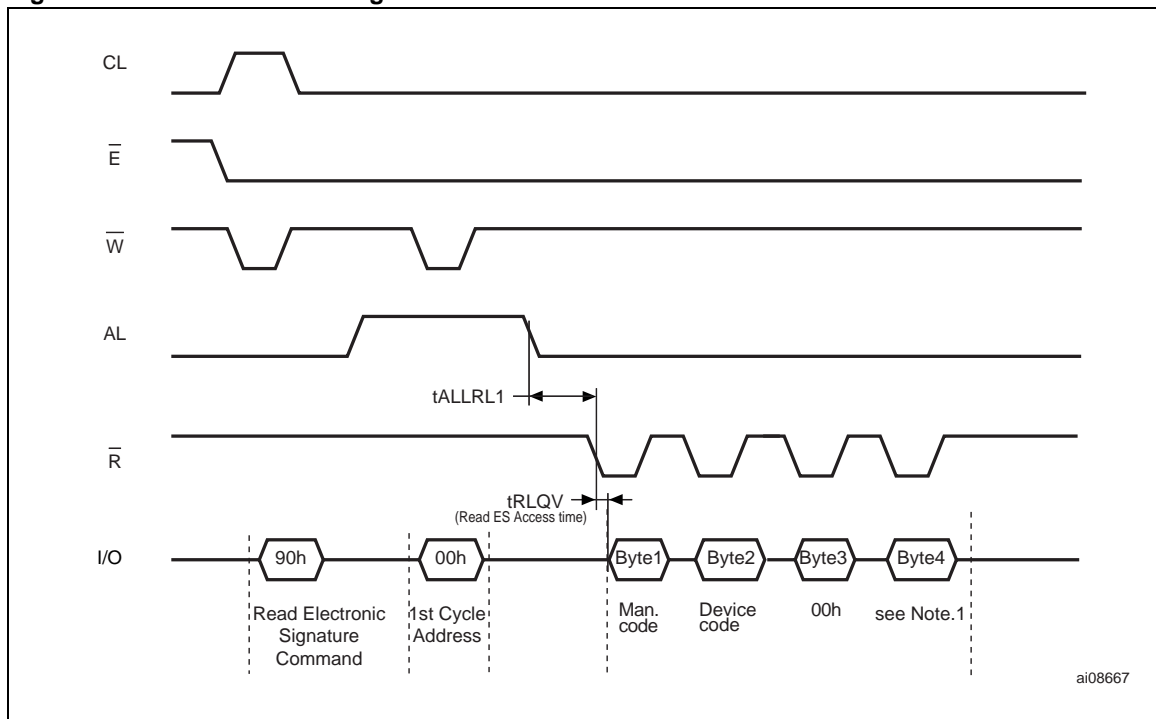 CL
E
W
AL
tALLRL1
R
tRLQV
(Read ES Access time)
I/O
90h
00h
Byte1
Byte2
Byte3
Byte4
Read Electronic
Signature
Command
1st Cycle
Address
Man.
code
Device
code
00h
see Note.1
ai08667